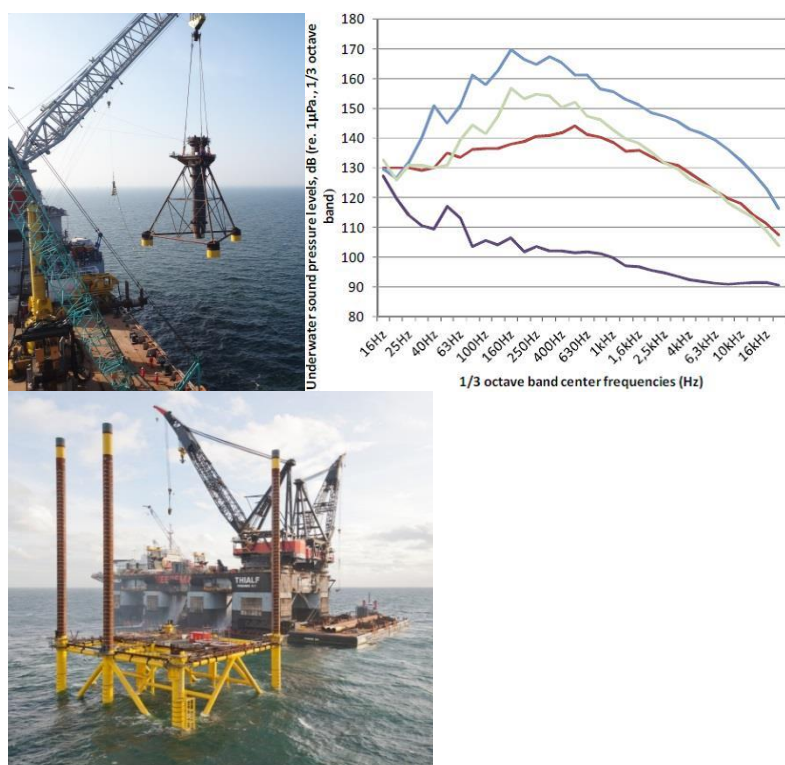 Underwater sound pressure levels, dB (re. 1µPa., 1/3 octave
band)
180
170
160
150
140
130
120
110
100
90
80
16Hz
25Hz
40Hz
63Hz
100Hz
160Hz
250Hz
400Hz
630Hz
1kHz
1,6kHz
2,5kHz
4kHz
6,3kHz
10kHz
16kHz
1/3 octave band center frequencies (Hz)
THIALF